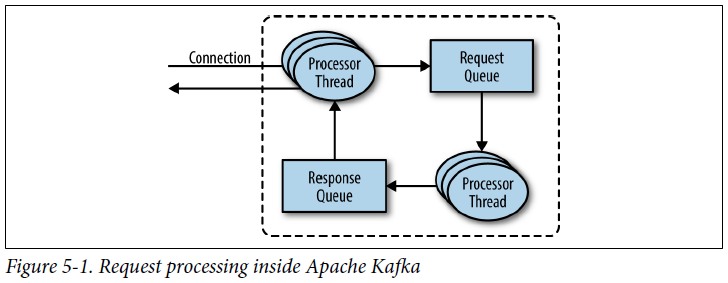 Connection
Processor
Thread
Request
Queue
Response
Queue
Processor
Thread
Figure 5-1. Request processing inside Apache Kafka